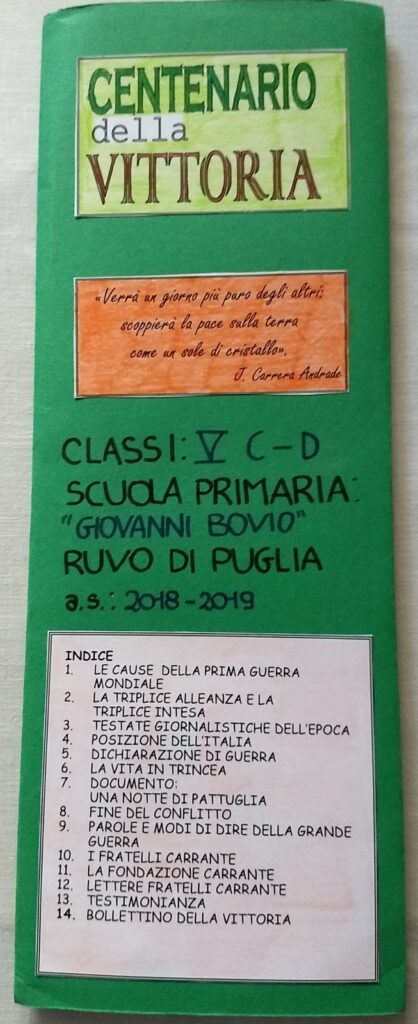 CENTENARIO
della
VITTORIA
«Verrà un giorno più puro degli altri:
scoppierà la pace sulla terra
come un sole di cristallo».
J. Carrera Andrade
CLASSI: V C-D
SCUOLA PRIMARIA:
"GIOVANNI BOVIO"
RUVO DI PUGLIA
a.s.: 2018-2019
INDICE
1. LE CAUSE DELLA PRIMA GUERRA
MONDIALE
2. LA TRIPLICE ALLEANZA E LA
TRIPLICE INTESA
3. TESTATE GIORNALISTICHE DELL'EPOCA
4. POSIZIONE DELL'ITALIA
5. DICHIARAZIONE DI GUERRA
6. LA VITA IN TRINCEA
7. DOCUMENTO:
UNA NOTTE DI PATTUGLIA
8. FINE DEL CONFLITTO
9. PAROLE E MODI DI DIRE DELLA GRANDE
GUERRA
10. I FRATELLI CARRANTE
11. LA FONDAZIONE CARRANTE
12. LETTERE FRATELLI CARRANTE
13. TESTIMONIANZA
14. BOLLETTINO DELLA VITTORIA